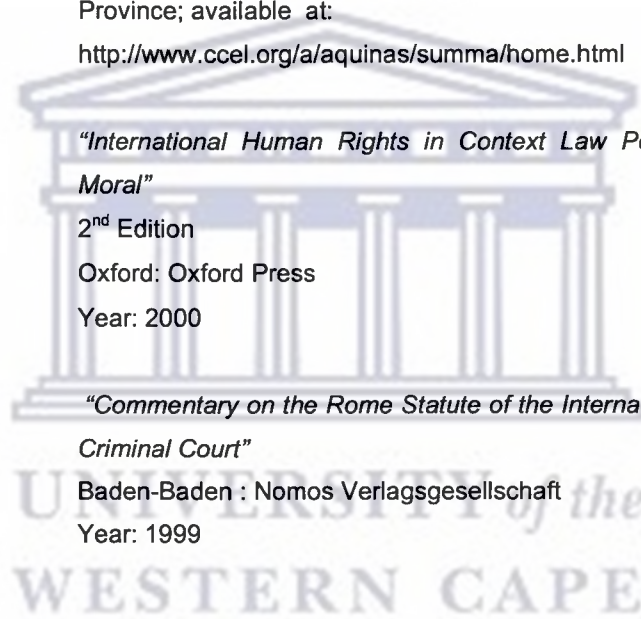 Province; available at:
http://www.ccel.org/a/aquinas/summa/home.html
"International Human Rights in Context Law
Moral"
2nd Edition
Oxford: Oxford Press
Year: 2000
"Commentary on the Rome Statute of the
Criminal Court"
Baden-Baden : Nomos Verlagsgesellschaft
Year: 1999
UNIVERSITY of the
WESTERN CAPE